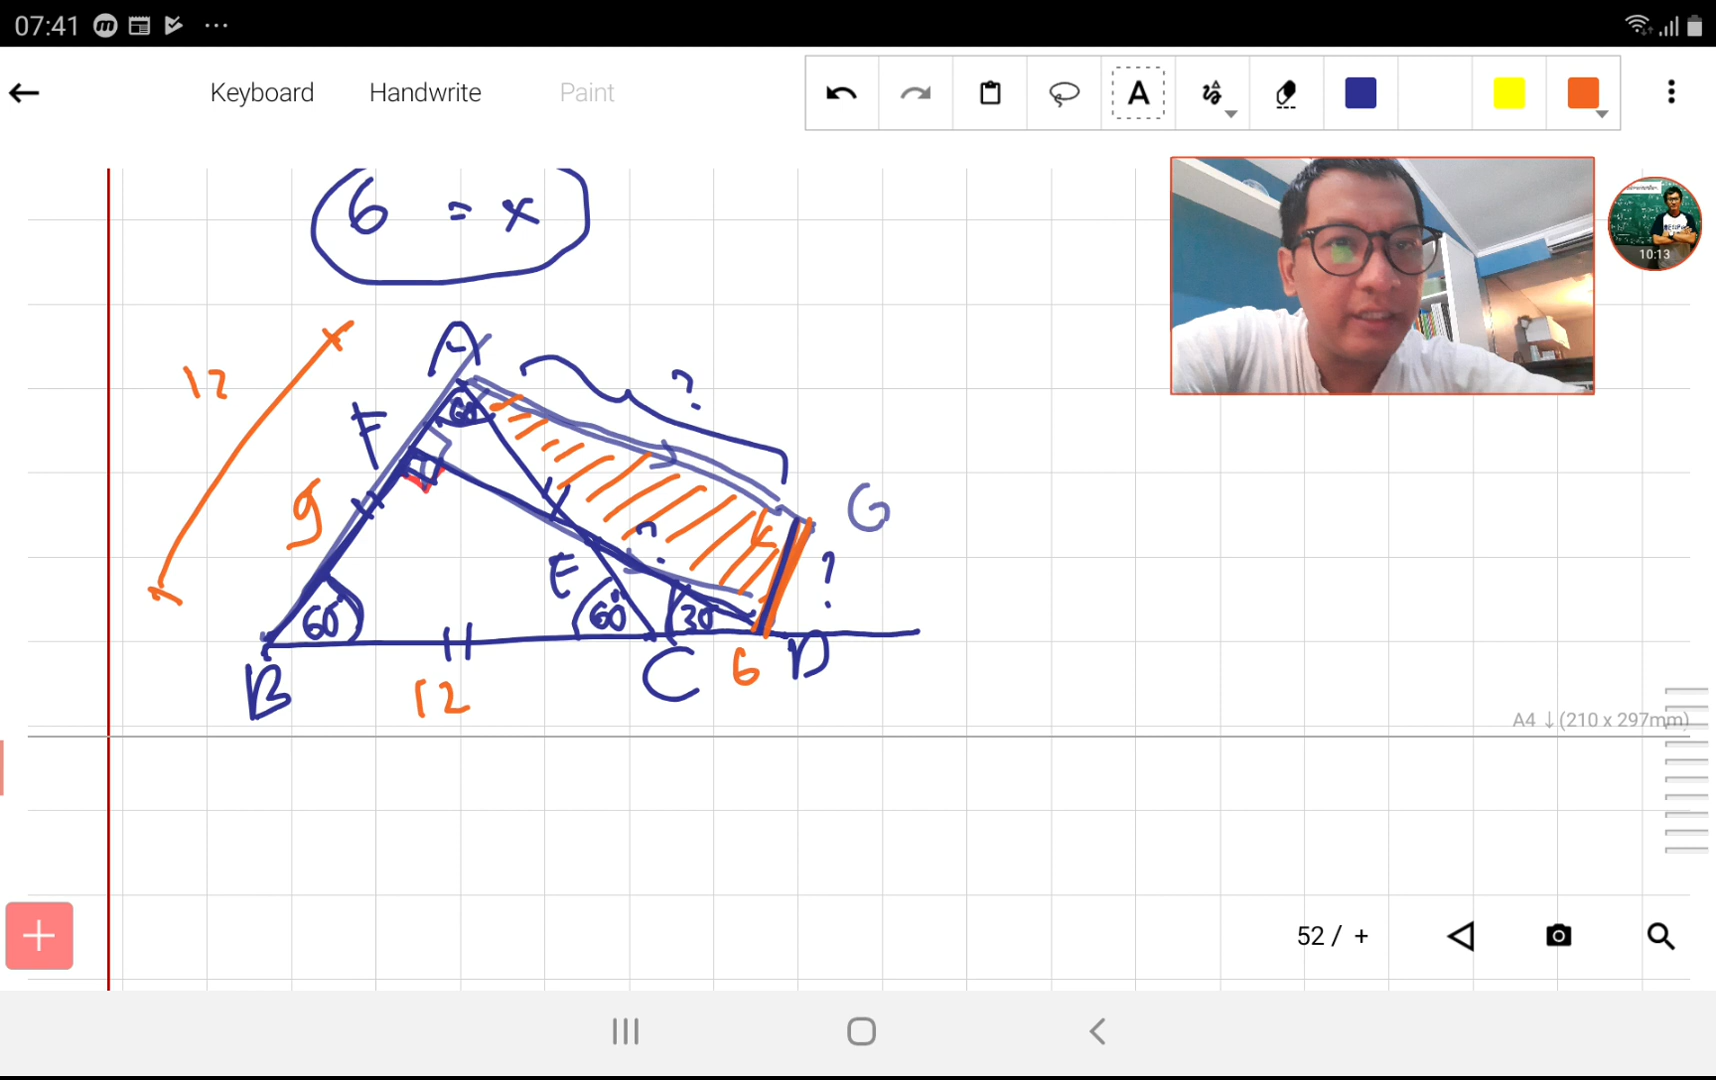 07:41
Keyboard Handwrite Paint A
6 = x
10:13
12
A
?
F
60°
9
G
?
E
?
60° 60° 30°
B 12 C 6 D
A4 ↓(210 x 297mm)
52 / +